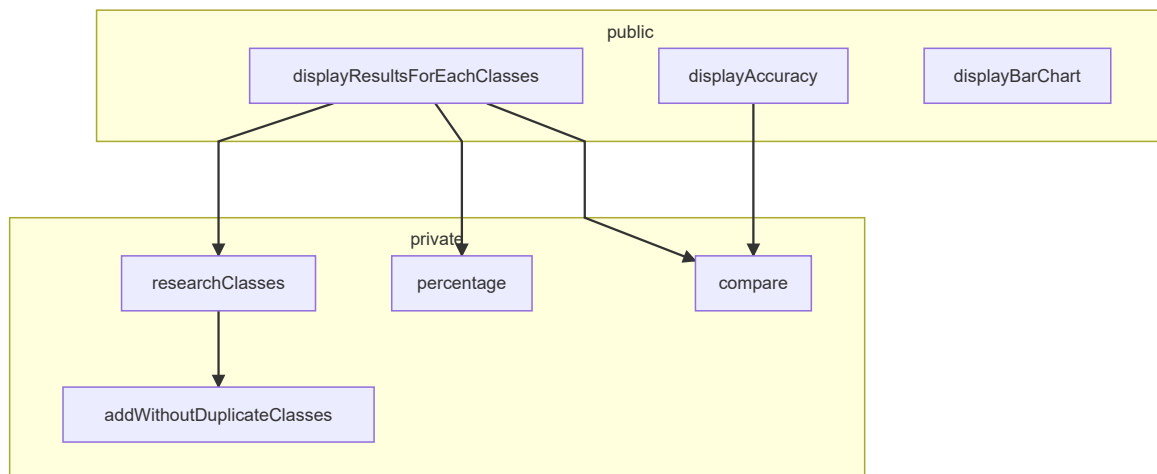 public
displayResultsForEachClasses
displayAccuracy
displayBarChart
private
researchClasses
percentage
compare
addWithoutDuplicateClasses